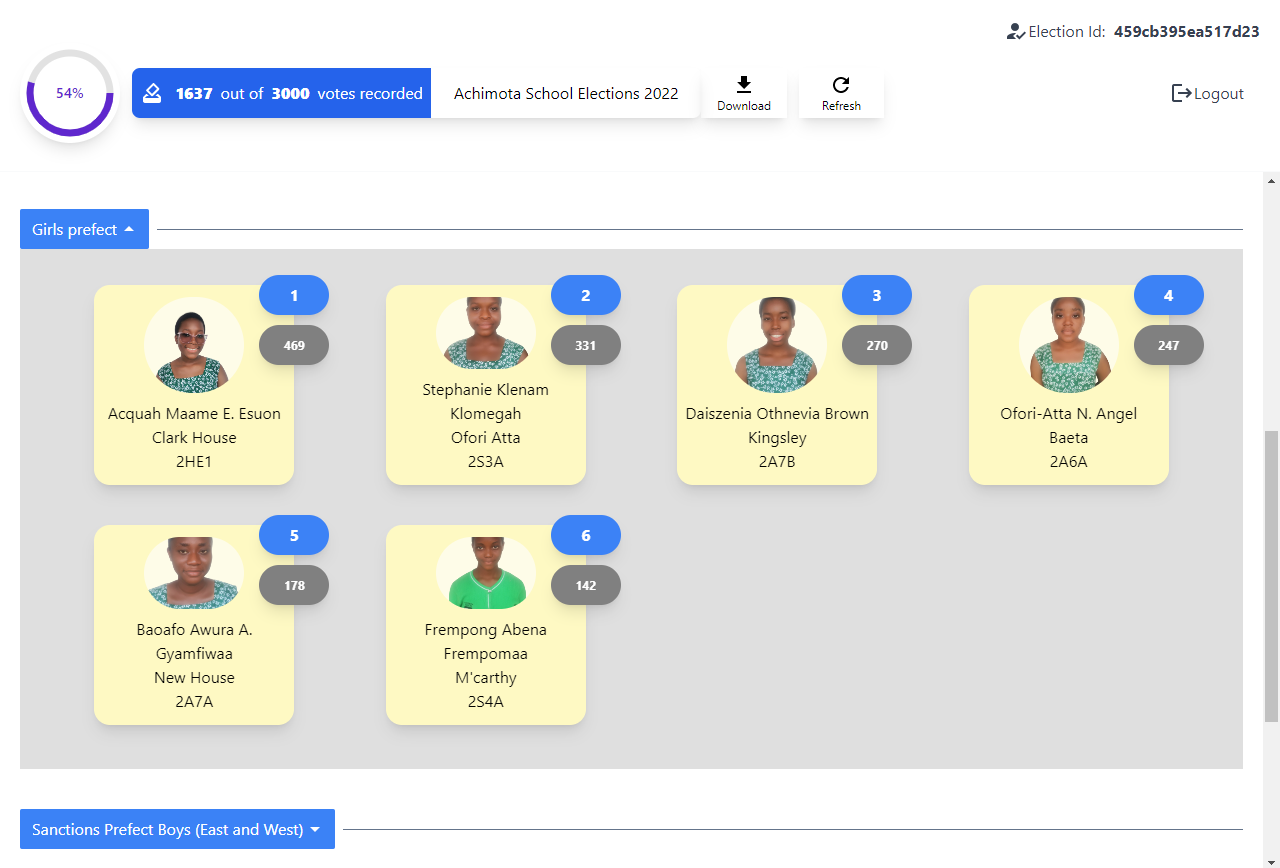 Election Id: 459cb395ea517d23
54%
1637 out of 3000 votes recorded
Achimota School Elections 2022
Download
Refresh
Logout
Girls prefect
1
469
Acquah Maame E. Esuon
Clark House
2HE1
2
331
Stephanie Klenam
Klomegah
Ofori Atta
2S3A
3
270
Daiszenia Othnevia Brown
Kingsley
2A7B
4
247
Ofori-Atta N. Angel
Baeta
2A6A
5
178
Baoafo Awura A.
Gyamfiwaa
New House
2A7A
6
142
Frempong Abena
Frempomaa
M'carthy
2S4A
Sanctions Prefect Boys (East and West)